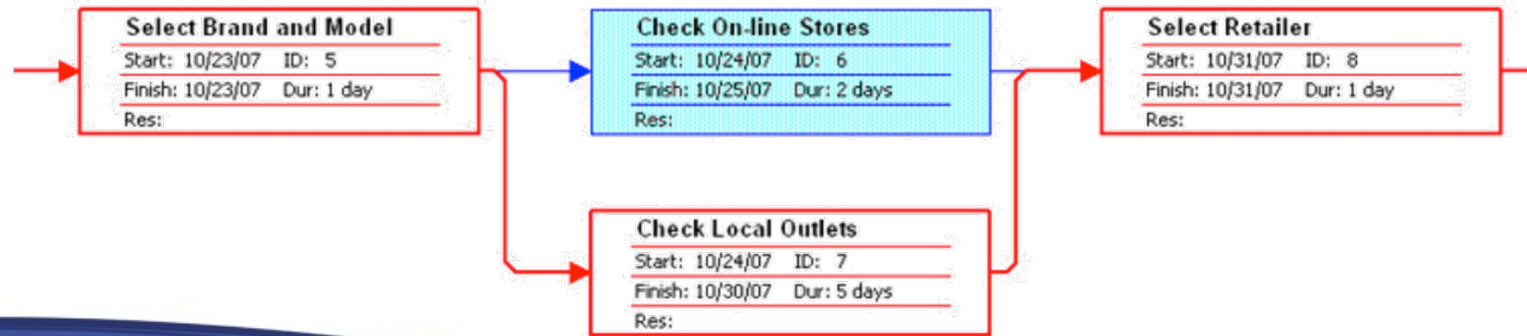 Select Brand and Model
Start: 10/23/07 ID: 5
Finish: 10/23/07 Dur: 1 day
Res:
Check On-line Stores
Start: 10/24/07 ID: 6
Finish: 10/25/07 Dur: 2 days
Res:
Select Retailer
Start: 10/31/07 ID: 8
Finish: 10/31/07 Dur: 1 day
Res:
Check Local Outlets
Start: 10/24/07 ID: 7
Finish: 10/30/07 Dur: 5 days
Res: